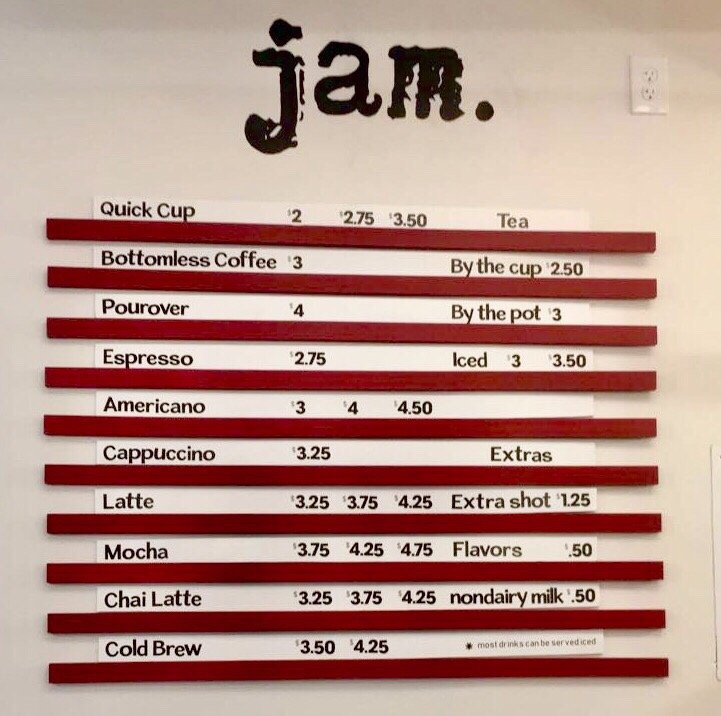 jam.
Quick Cup $2 $2.75 $3.50 Tea
Bottomless Coffee $3 By the cup $2.50
Pourover $4 By the pot $3
Espresso $2.75 Iced $3 $3.50
Americano $3 $4 $4.50
Cappuccino $3.25 Extras
Latte $3.25 $3.75 $4.25 Extra shot $1.25
Mocha $3.75 $4.25 $4.75 Flavors $.50
Chai Latte $3.25 $3.75 $4.25 nondairy milk $.50
Cold Brew $3.50 $4.25 * most drinks can be served iced